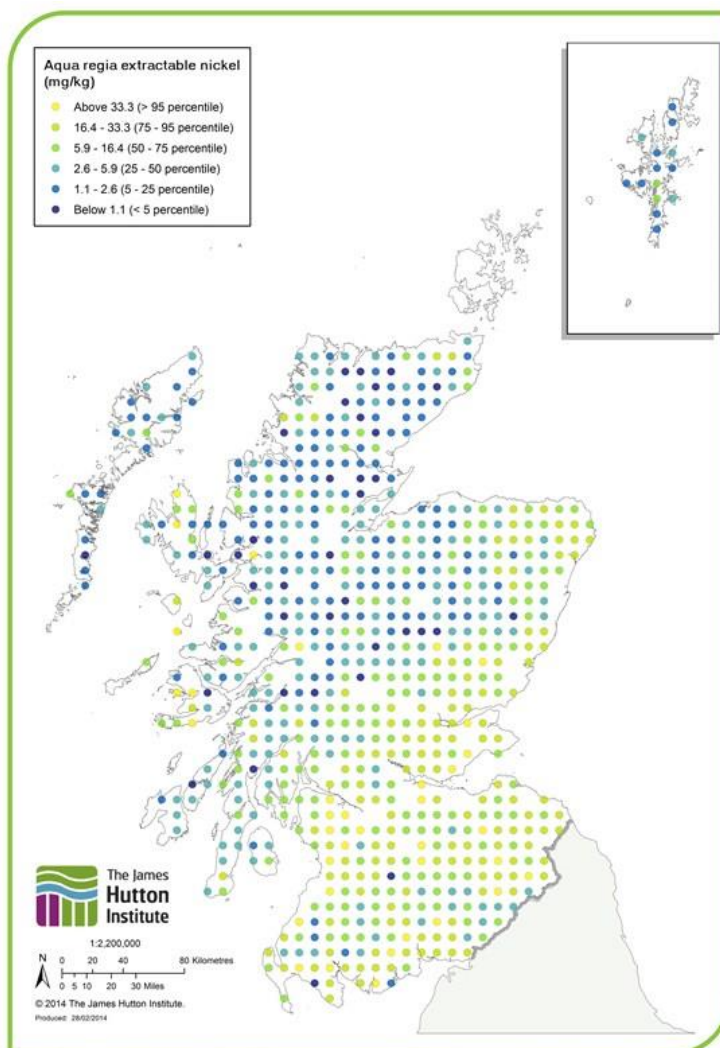 Aqua regia extractable nickel
(mg/kg)
Above 33.3 (> 95 percentile)
16.4 - 33.3 (75 - 95 percentile)
5.9 - 16.4 (50 - 75 percentile)
2.6 - 5.9 (25 - 50 percentile)
1.1 - 2.6 (5 - 25 percentile)
Below 1.1 (< 5 percentile)
The James
Hutton
Institute
1:2,200,000
0 20 40 80 Kilometres
N
0 5 10 20 30 Miles
© 2014 The James Hutton Institute.
Produced: 28/02/2014